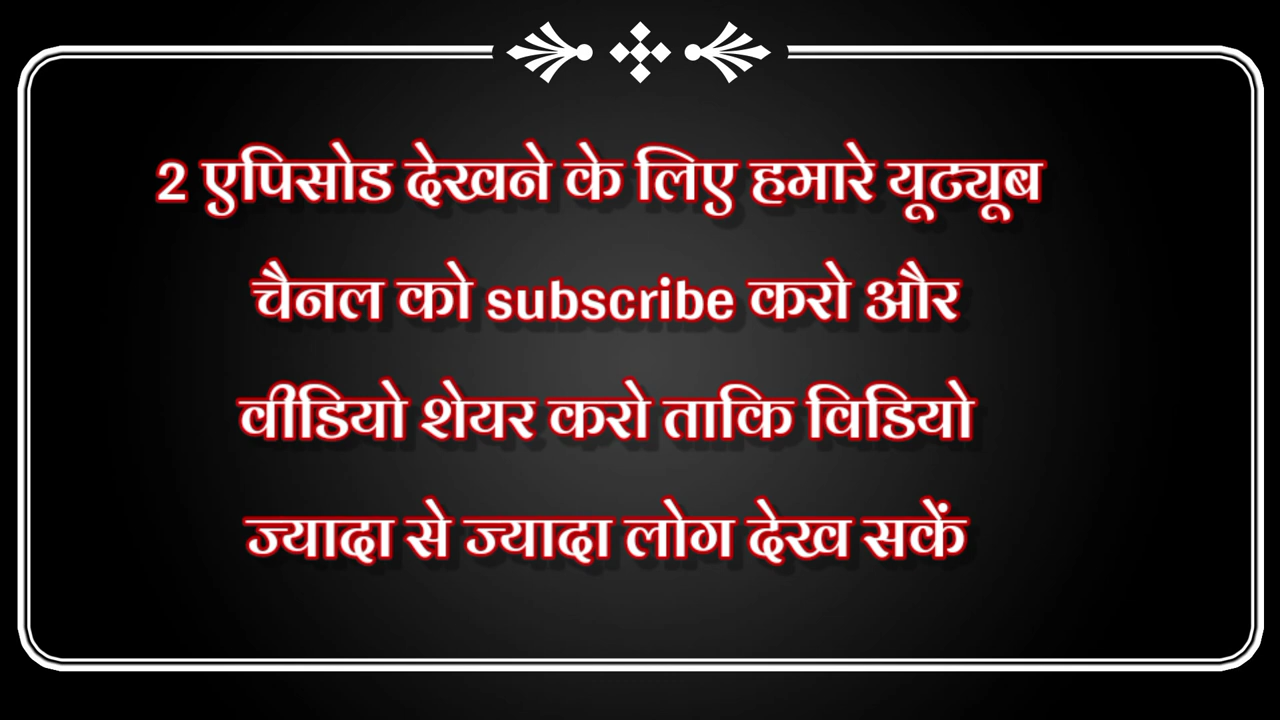 2 एपिसोड देखने के लिए हमारे यूट्यूब
चैनल को subscribe करो और
वीडियो शेयर करो ताकि विडियो
ज्यादा से ज्यादा लोग देख सकें